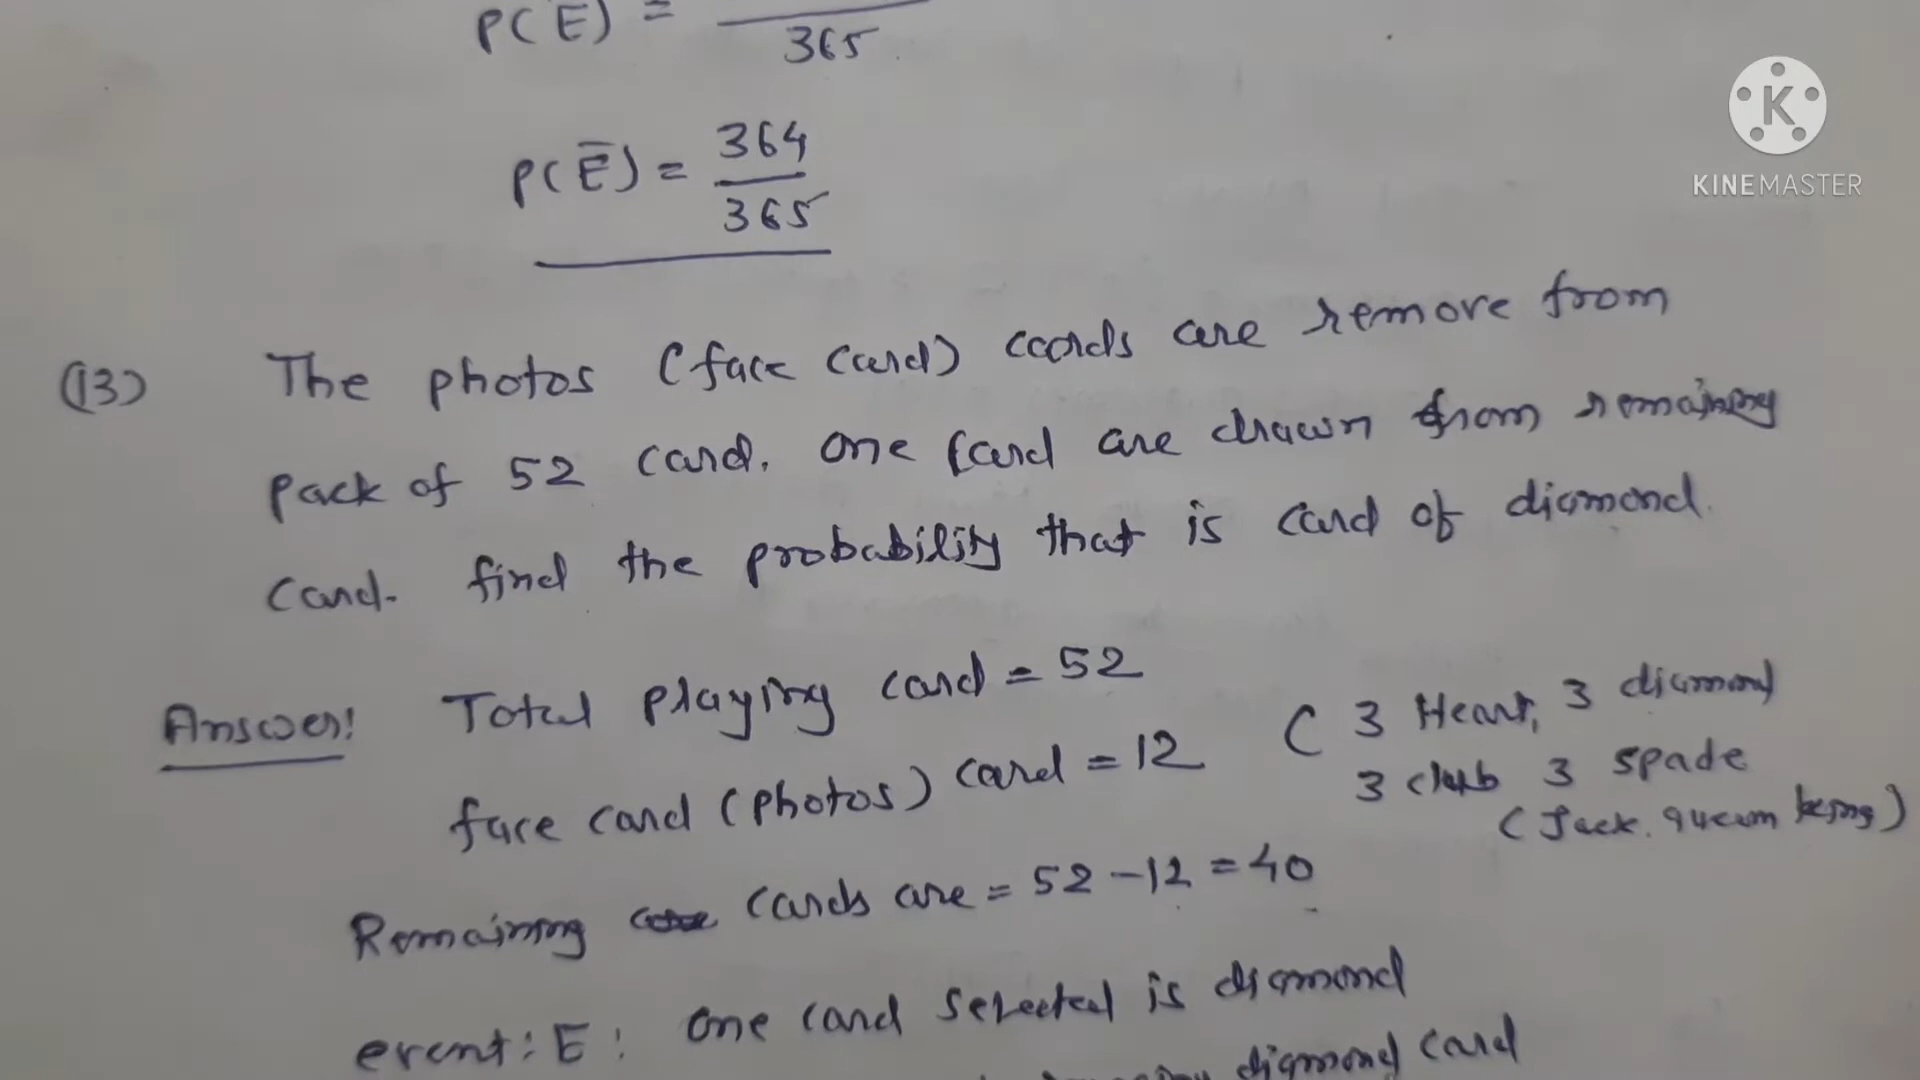 P(E) =
365
P(Ē) = 364
365
KINEMASTER
(13) The photos (face card) cards are remove from
pack of 52 card. one card are drawn from remaining
card. find the probability that is card of diamond.
Answer: Total playing card = 52
face card (photos) card = 12 ( 3 Heart, 3 diamond
3 club 3 spade
(Jack. queen king)
Remaining cards are = 52 - 12 = 40
event: E: one card selected is diamond
diamond card